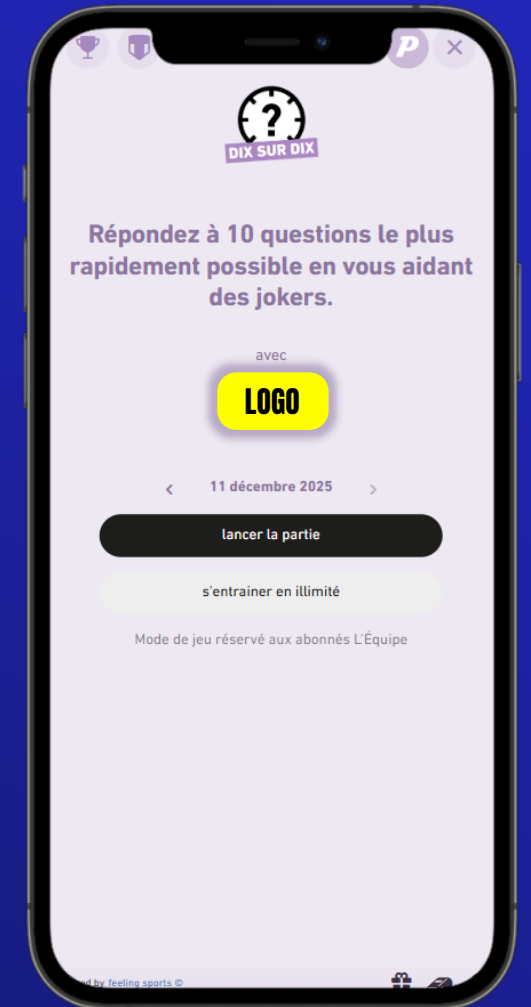 P
?
DIX SUR DIX
Répondez à 10 questions le plus
rapidement possible en vous aidant
des jokers.
avec
LOGO
11 décembre 2025
lancer la partie
s'entrainer en illimité
Mode de jeu réservé aux abonnés L'Équipe
by feeling sports ©